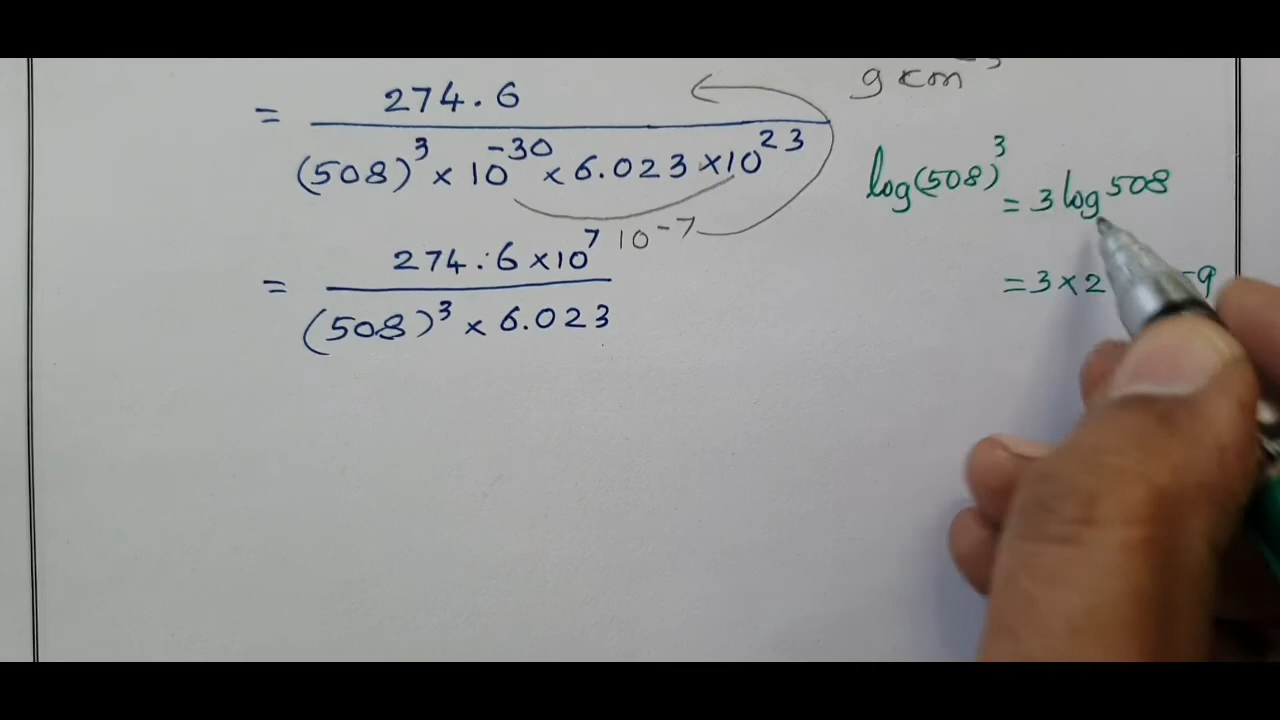 g cm
= 274.6
(508)³ × 10⁻³⁰ × 6.023 × 10²³
10⁻⁷
= 274.6 × 10⁷
(508)³ × 6.023
log(508)³ = 3 log 508
= 3 × 2